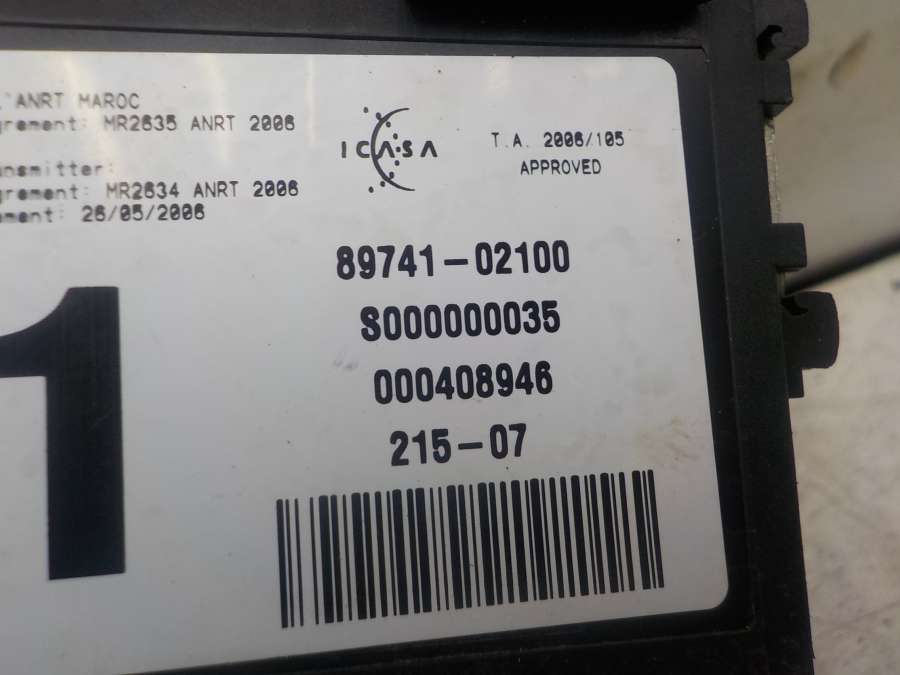 L'ANRT MAROC
grement: MR2635 ANRT 2006
nsmitter:
grement: MR2634 ANRT 2006
ement: 26/05/2006
ICASA
T.A. 2006/105
APPROVED
89741-02100
S000000035
000408946
215-07
1